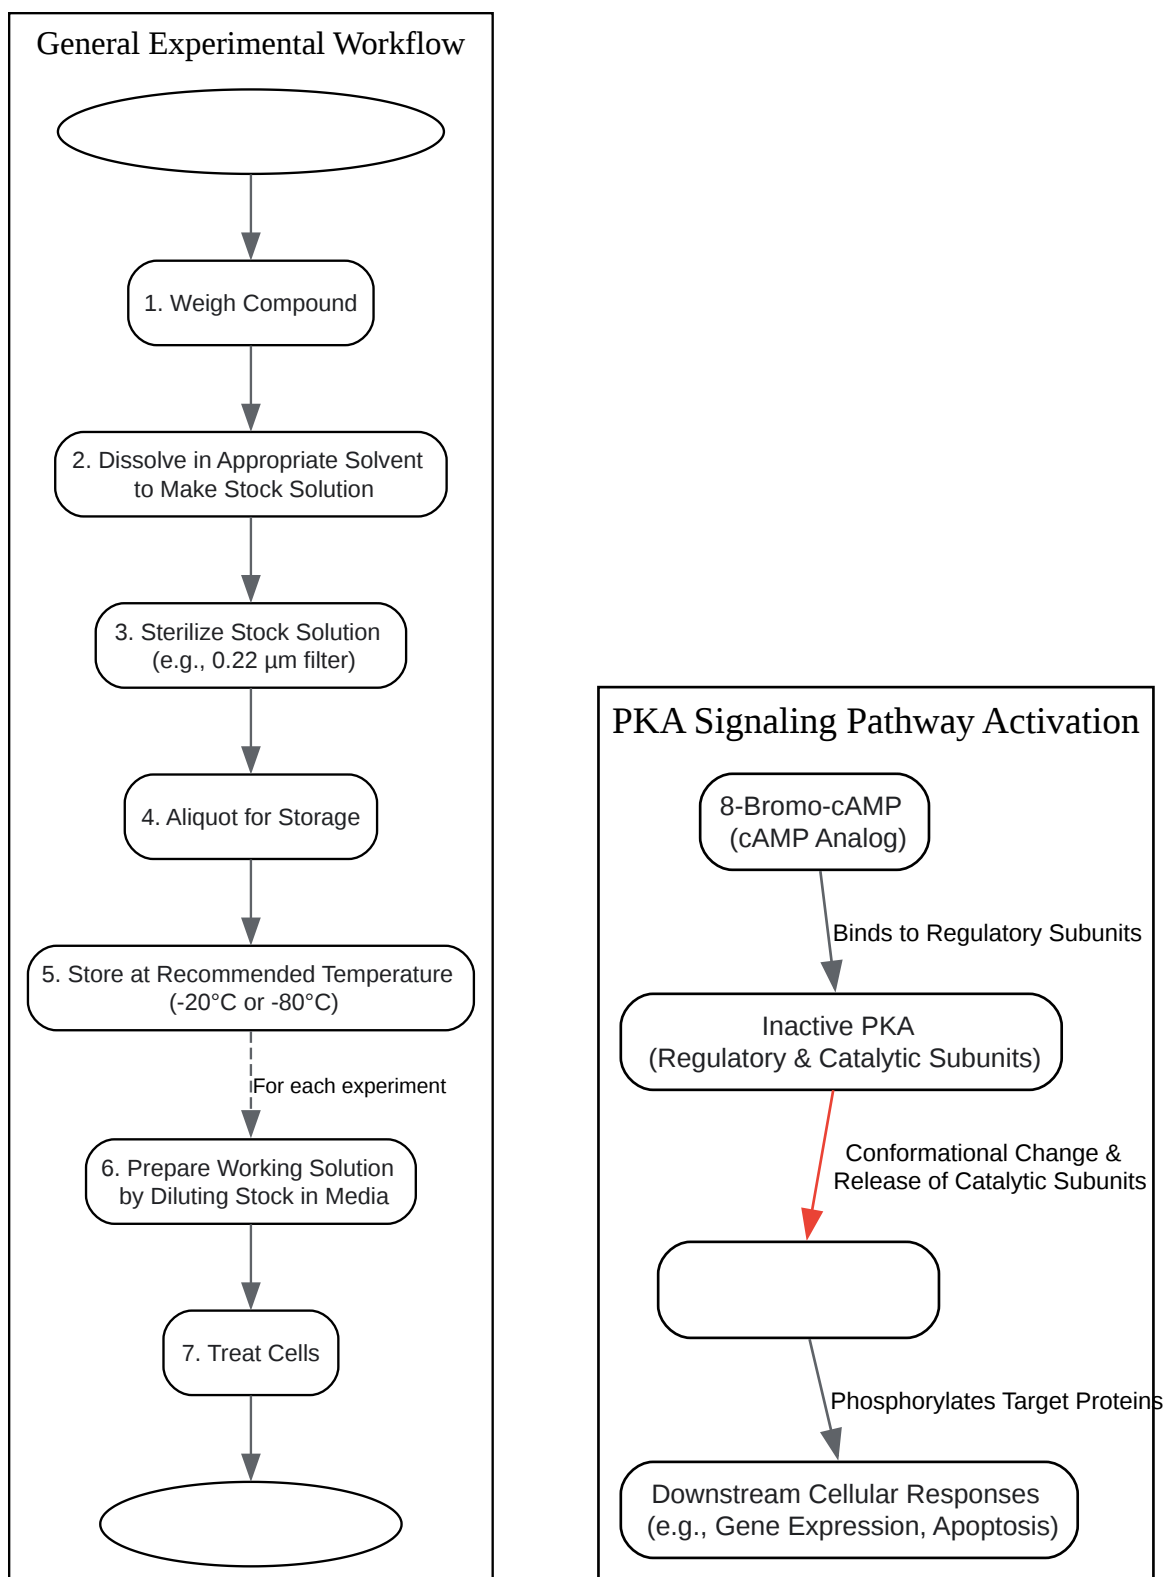 General Experimental Workflow
1. Weigh Compound
2. Dissolve in Appropriate Solvent
to Make Stock Solution
3. Sterilize Stock Solution
(e.g., 0.22 µm filter)
4. Aliquot for Storage
5. Store at Recommended Temperature
(-20°C or -80°C)
For each experiment
6. Prepare Working Solution
by Diluting Stock in Media
7. Treat Cells
PKA Signaling Pathway Activation
8-Bromo-cAMP
(cAMP Analog)
Binds to Regulatory Subunits
Inactive PKA
(Regulatory & Catalytic Subunits)
Conformational Change &
Release of Catalytic Subunits
Phosphorylates Target Proteins
Downstream Cellular Responses
(e.g., Gene Expression, Apoptosis)